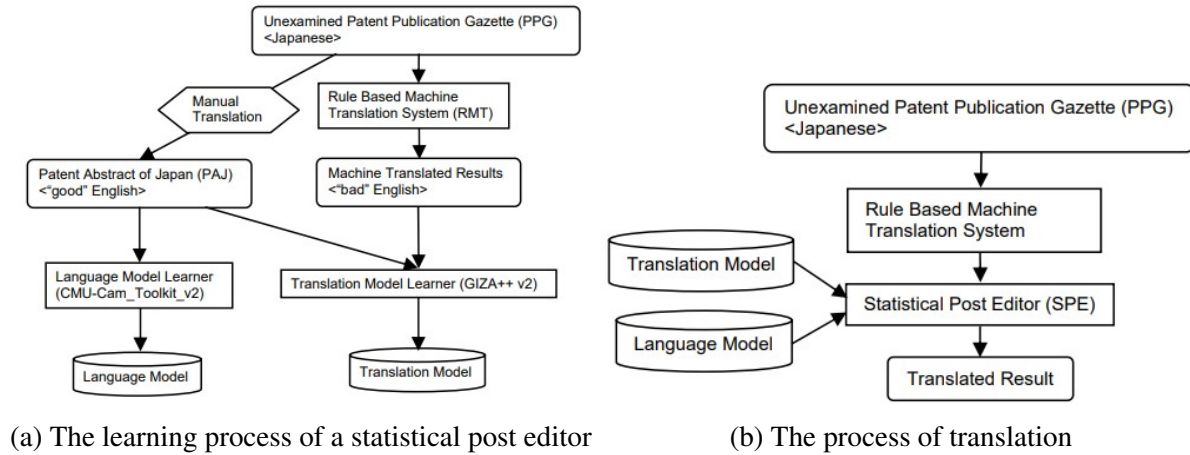 Unexamined Patent Publication Gazette (PPG)
<Japanese>
Manual
Translation
Rule Based Machine
Translation System (RMT)
Patent Abstract of Japan (PAJ)
<“good” English>
Machine Translated Results
<“bad” English>
Language Model Learner
(CMU-Cam_Toolkit_v2)
Translation Model Learner (GIZA++ v2)
Language Model
Translation Model
(a) The learning process of a statistical post editor
Unexamined Patent Publication Gazette (PPG)
<Japanese>
Rule Based Machine
Translation System
Translation Model
Statistical Post Editor (SPE)
Language Model
Translated Result
(b) The process of translation